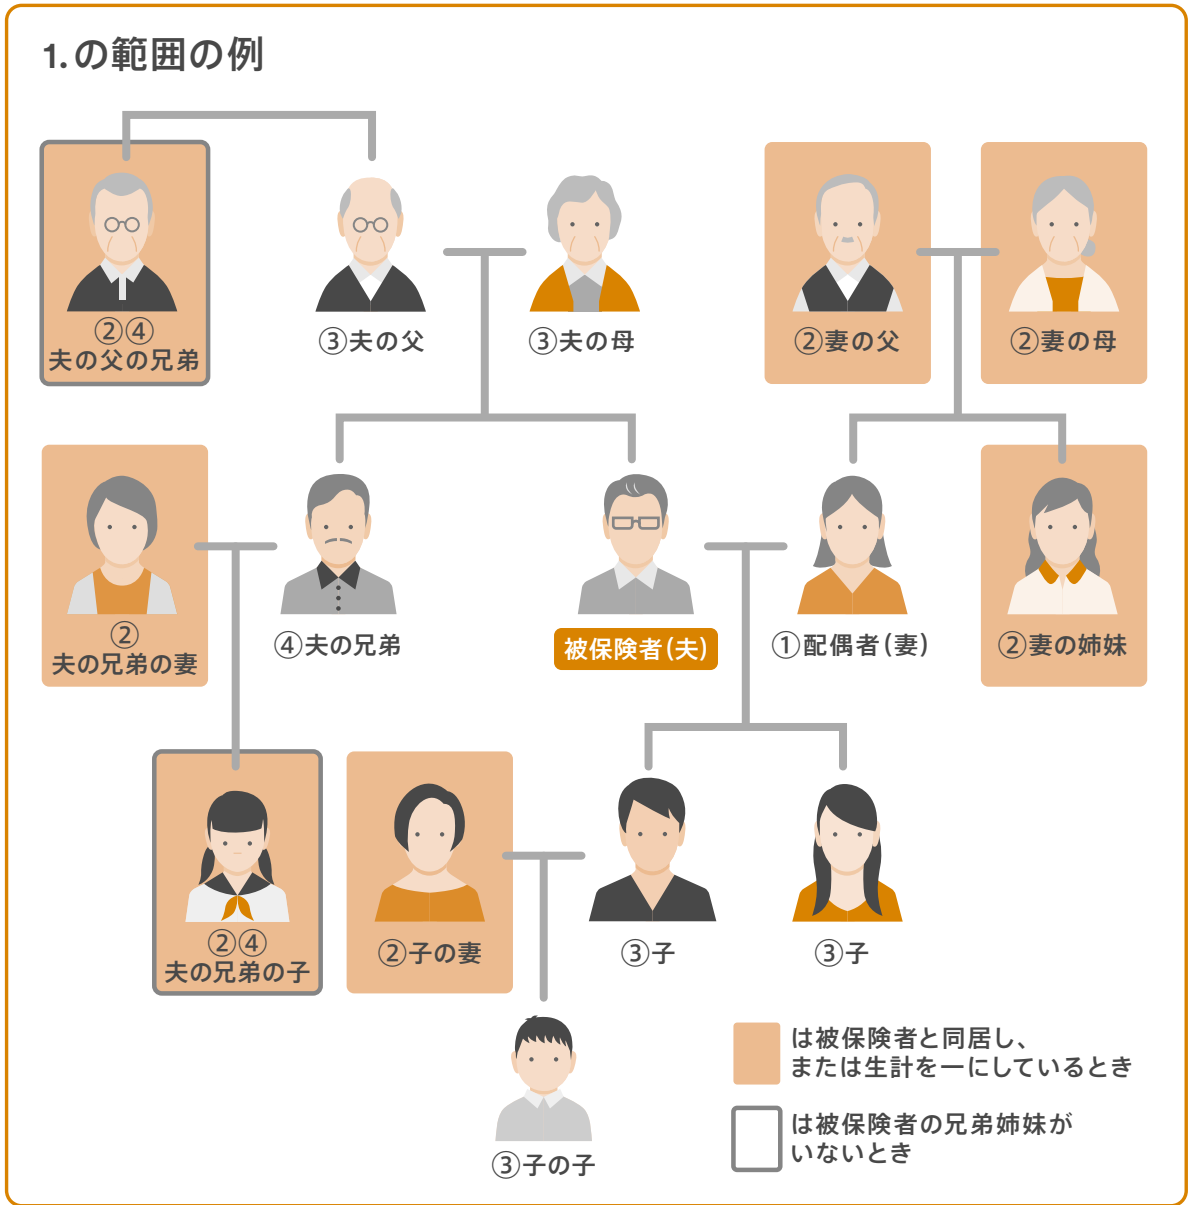 1.の範囲の例
②④
夫の父の兄弟
③夫の父
③夫の母
②妻の父
②妻の母
②
夫の兄弟の妻
④夫の兄弟
被保険者(夫)
①配偶者(妻)
②妻の姉妹
②④
夫の兄弟の子
②子の妻
③子
③子
③子の子
は被保険者と同居し、
または生計を一にしているとき
は被保険者の兄弟姉妹が
いないとき